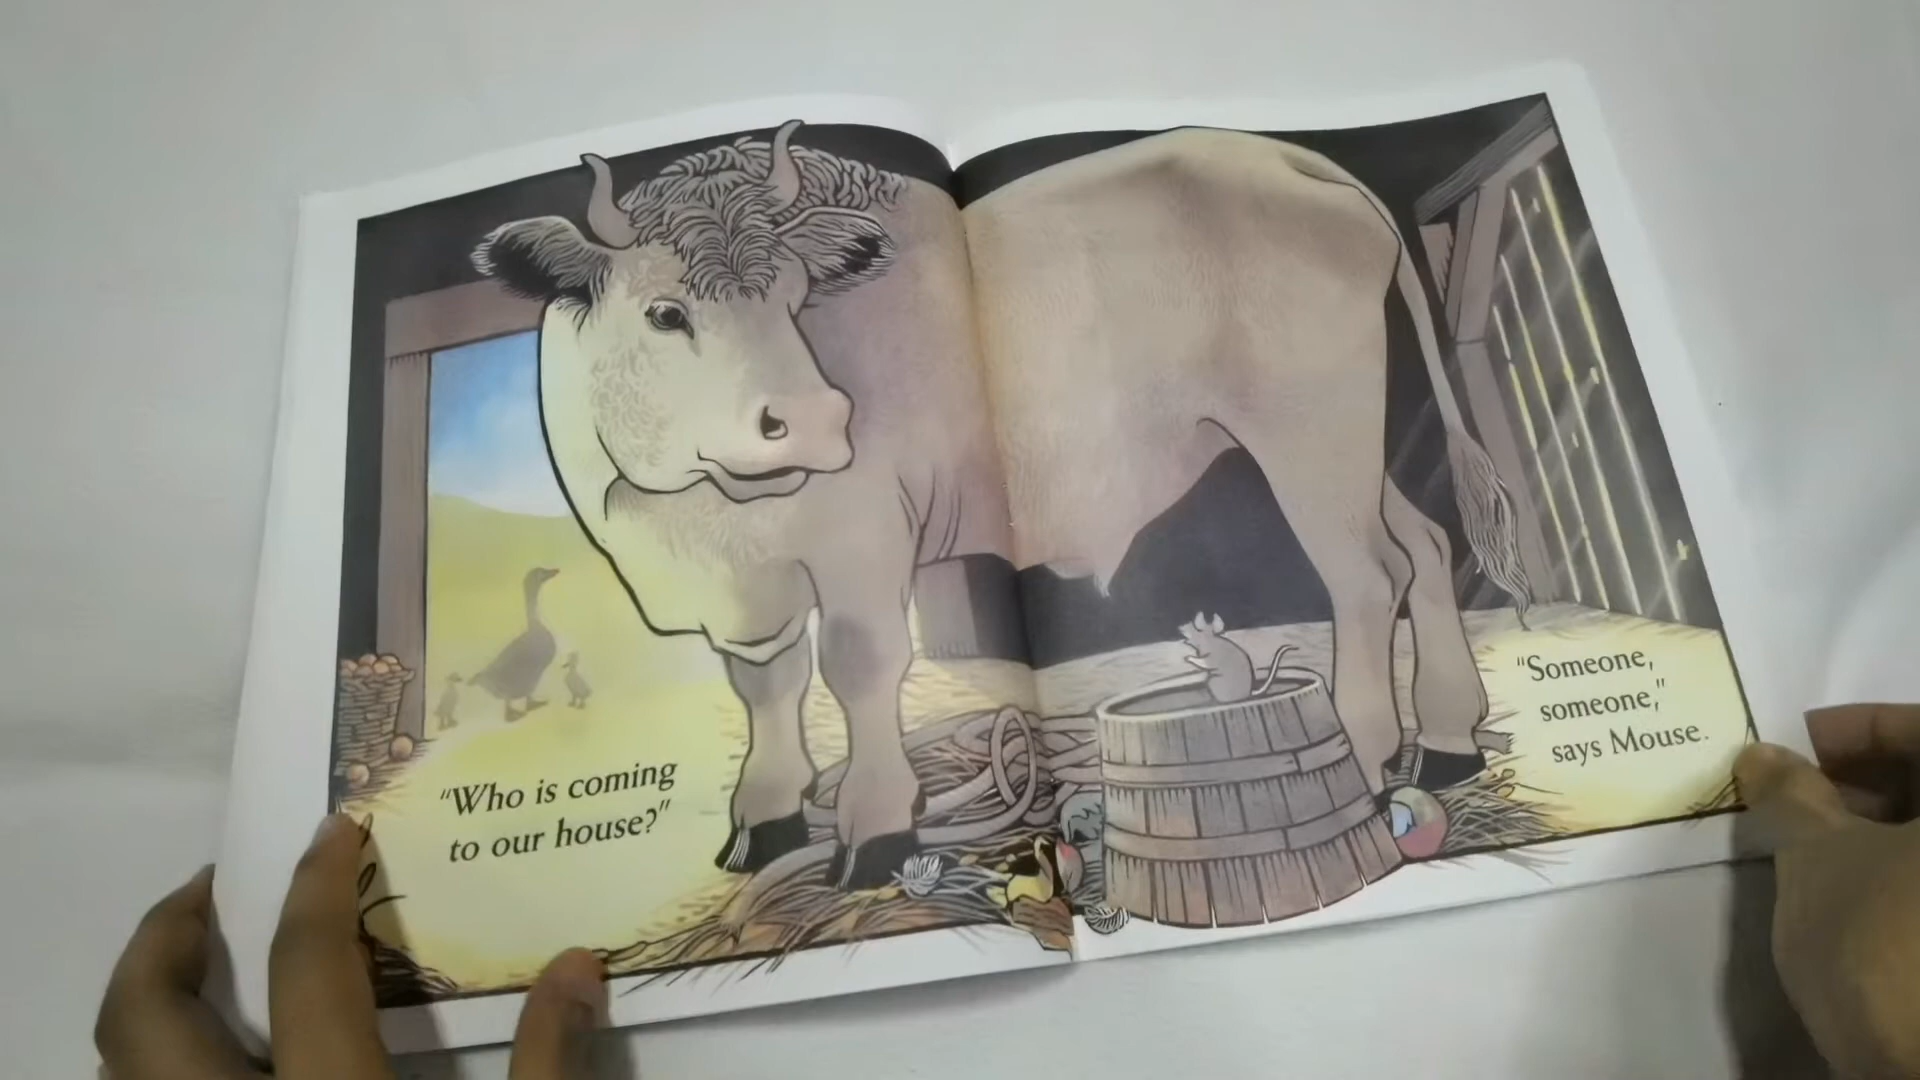 “Who is coming
to our house?”
“Someone,
someone,”
says Mouse.